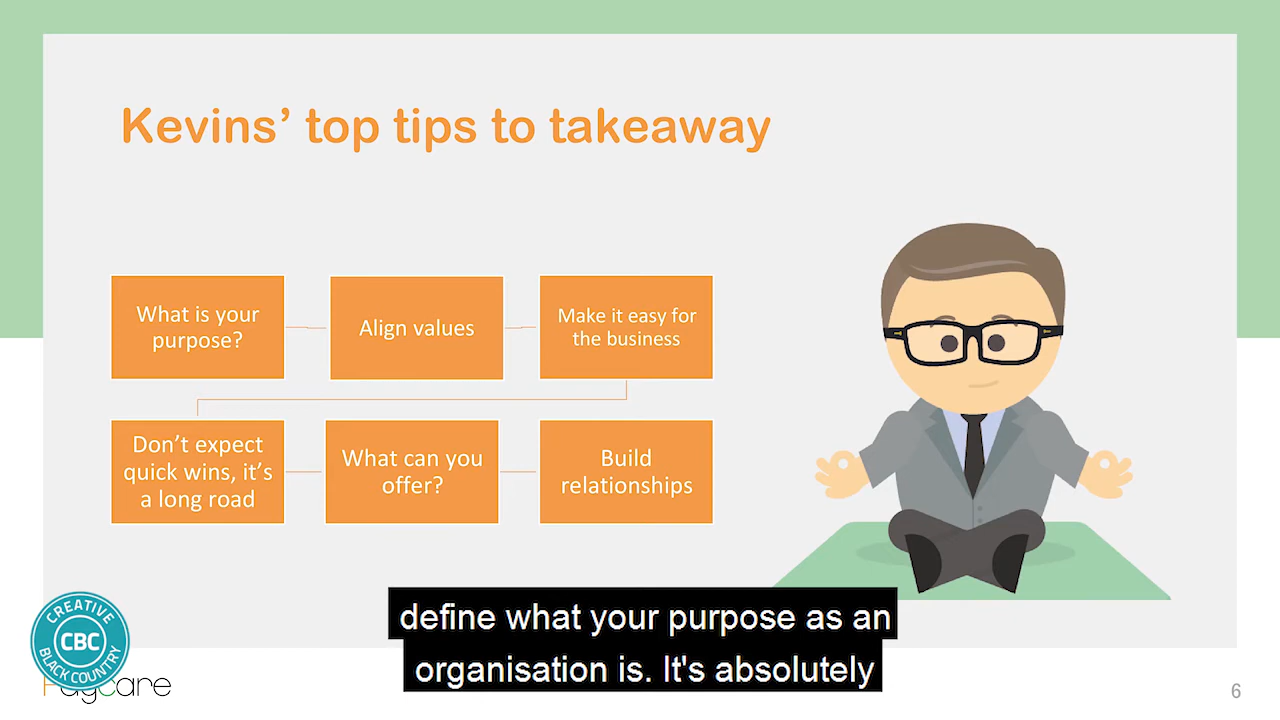 Kevins’ top tips to takeaway
What is your
purpose?
Align values
Make it easy for
the business
Don’t expect
quick wins, it’s
a long road
What can you
offer?
Build
relationships
define what your purpose as an
organisation is. It's absolutely
CREATIVE
CBC
BLACK COUNTRY
Paycare
6